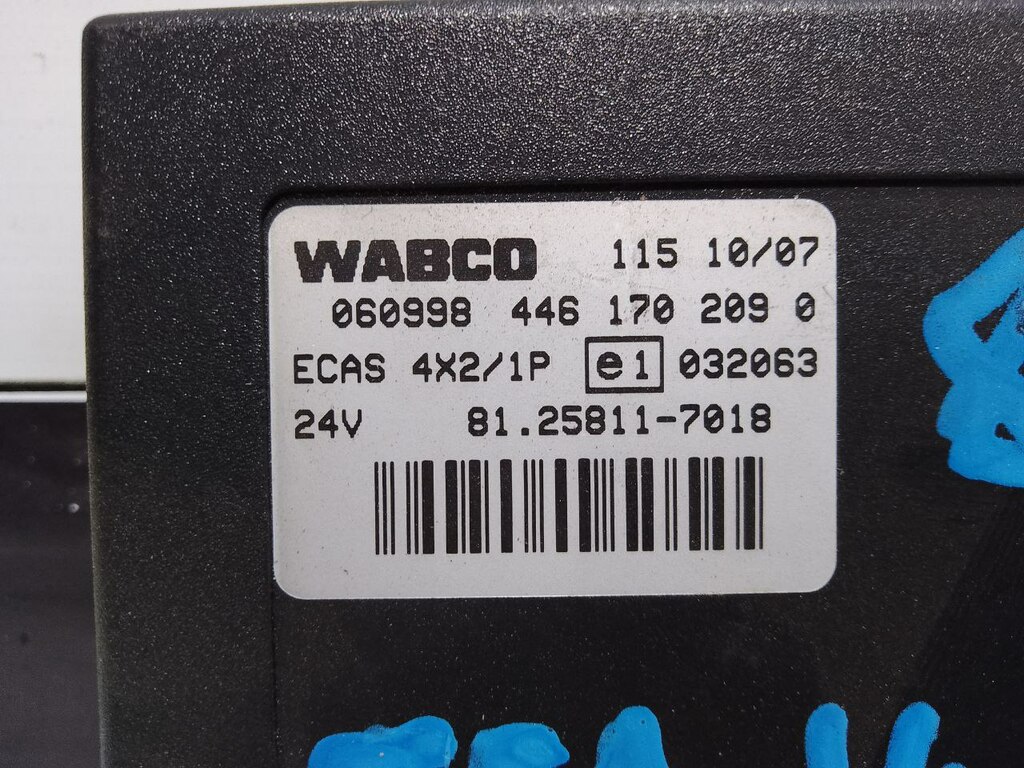 WABCO 115 10/07
060998 446 170 209 0
ECAS 4X2/1P e1 032063
24V 81.25811-7018